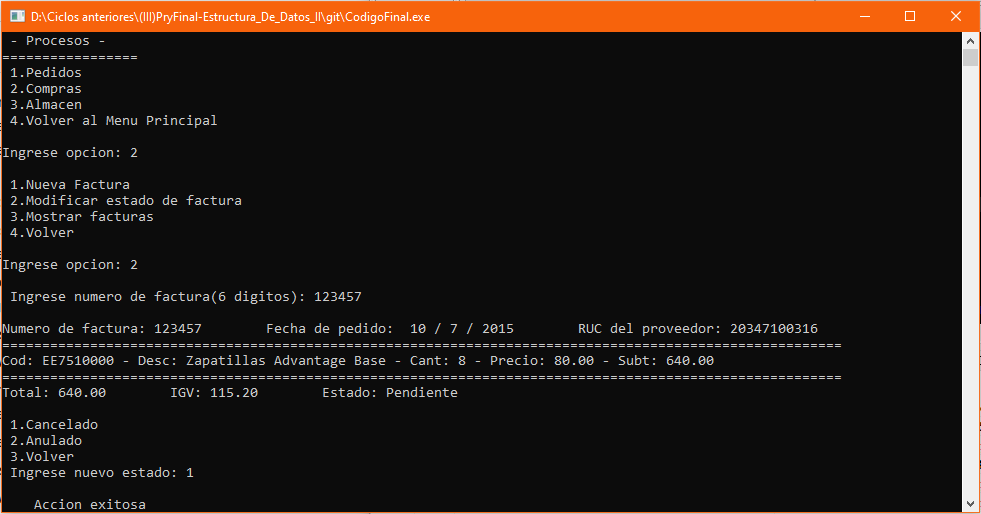 D:\Ciclos anteriores\(III)PryFinal-Estructura_De_Datos_II\git\CodigoFinal.exe
- Procesos -
=================
1.Pedidos
2.Compras
3.Almacen
4.Volver al Menu Principal
Ingrese opcion: 2
1.Nueva Factura
2.Modificar estado de factura
3.Mostrar facturas
4.Volver
Ingrese opcion: 2
Ingrese numero de factura(6 digitos): 123457
Numero de factura: 123457        Fecha de pedido:  10 / 7 / 2015        RUC del proveedor: 20347100316
=========================================================================================================
Cod: EE7510000 - Desc: Zapatillas Advantage Base - Cant: 8 - Precio: 80.00 - Subt: 640.00
=========================================================================================================
Total: 640.00        IGV: 115.20        Estado: Pendiente
1.Cancelado
2.Anulado
3.Volver
Ingrese nuevo estado: 1
Accion exitosa